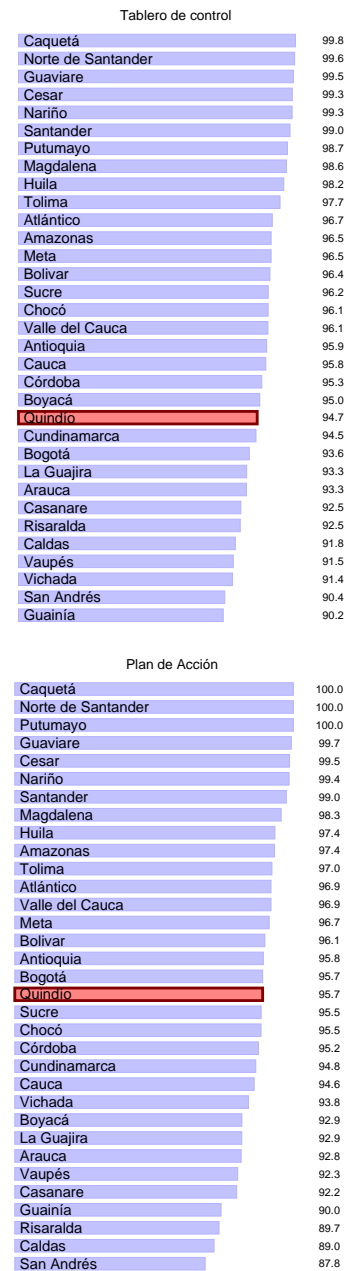 Tablero de control
Caquetá 99.8
Norte de Santander 99.6
Guaviare 99.5
Cesar 99.3
Nariño 99.3
Santander 99.0
Putumayo 98.7
Magdalena 98.6
Huila 98.2
Tolima 97.7
Atlántico 96.7
Amazonas 96.5
Meta 96.5
Bolivar 96.4
Sucre 96.2
Chocó 96.1
Valle del Cauca 96.1
Antioquia 95.9
Cauca 95.8
Córdoba 95.3
Boyacá 95.0
Quindío 94.7
Cundinamarca 94.5
Bogotá 93.6
La Guajira 93.3
Arauca 93.3
Casanare 92.5
Risaralda 92.5
Caldas 91.8
Vaupés 91.5
Vichada 91.4
San Andrés 90.4
Guainía 90.2
Plan de Acción
Caquetá 100.0
Norte de Santander 100.0
Putumayo 100.0
Guaviare 99.7
Cesar 99.5
Nariño 99.4
Santander 99.0
Magdalena 98.3
Huila 97.4
Amazonas 97.4
Tolima 97.0
Atlántico 96.9
Valle del Cauca 96.9
Meta 96.7
Bolivar 96.1
Antioquia 95.8
Bogotá 95.7
Quindío 95.7
Sucre 95.5
Chocó 95.5
Córdoba 95.2
Cundinamarca 94.8
Cauca 94.6
Vichada 93.8
Boyacá 92.9
La Guajira 92.9
Arauca 92.8
Vaupés 92.3
Casanare 92.2
Guainía 90.0
Risaralda 89.7
Caldas 89.0
San Andrés 87.8